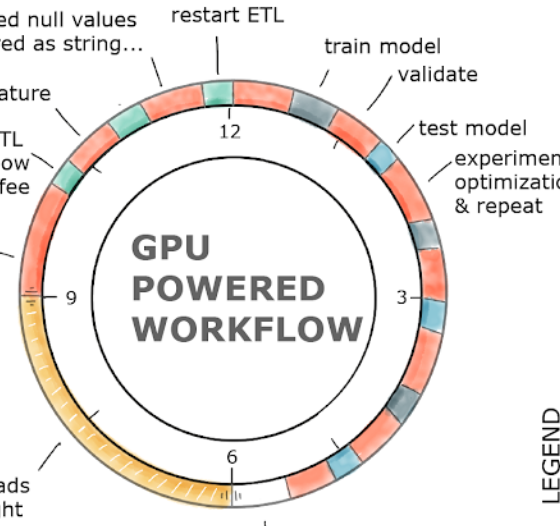 ed null values
ed as string...
restart ETL
train model
validate
ature
test model
TL
ow
fee
experimen
optimizatio
& repeat
12
GPU
POWERED
WORKFLOW
9
3
6
ads
ht
LEGEND